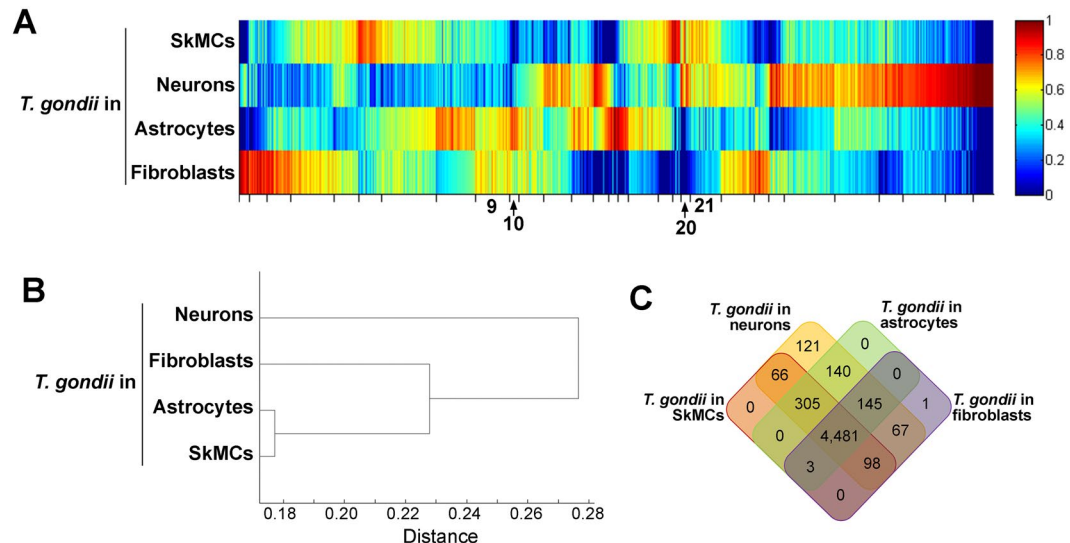 A
T. gondii in
SkMCs
Neurons
Astrocytes
Fibroblasts
9
10
20
21
1
0.8
0.6
0.4
0.2
0
B
T. gondii in
Neurons
Fibroblasts
Astrocytes
SkMCs
0.18 0.20 0.22 0.24 0.26 0.28
Distance
C
T. gondii in
neurons
T. gondii in
astrocytes
T. gondii in
SkMCs
T. gondii in
fibroblasts
121
0
66
140
0
0
305
145
1
0
4,481
67
3
98
0